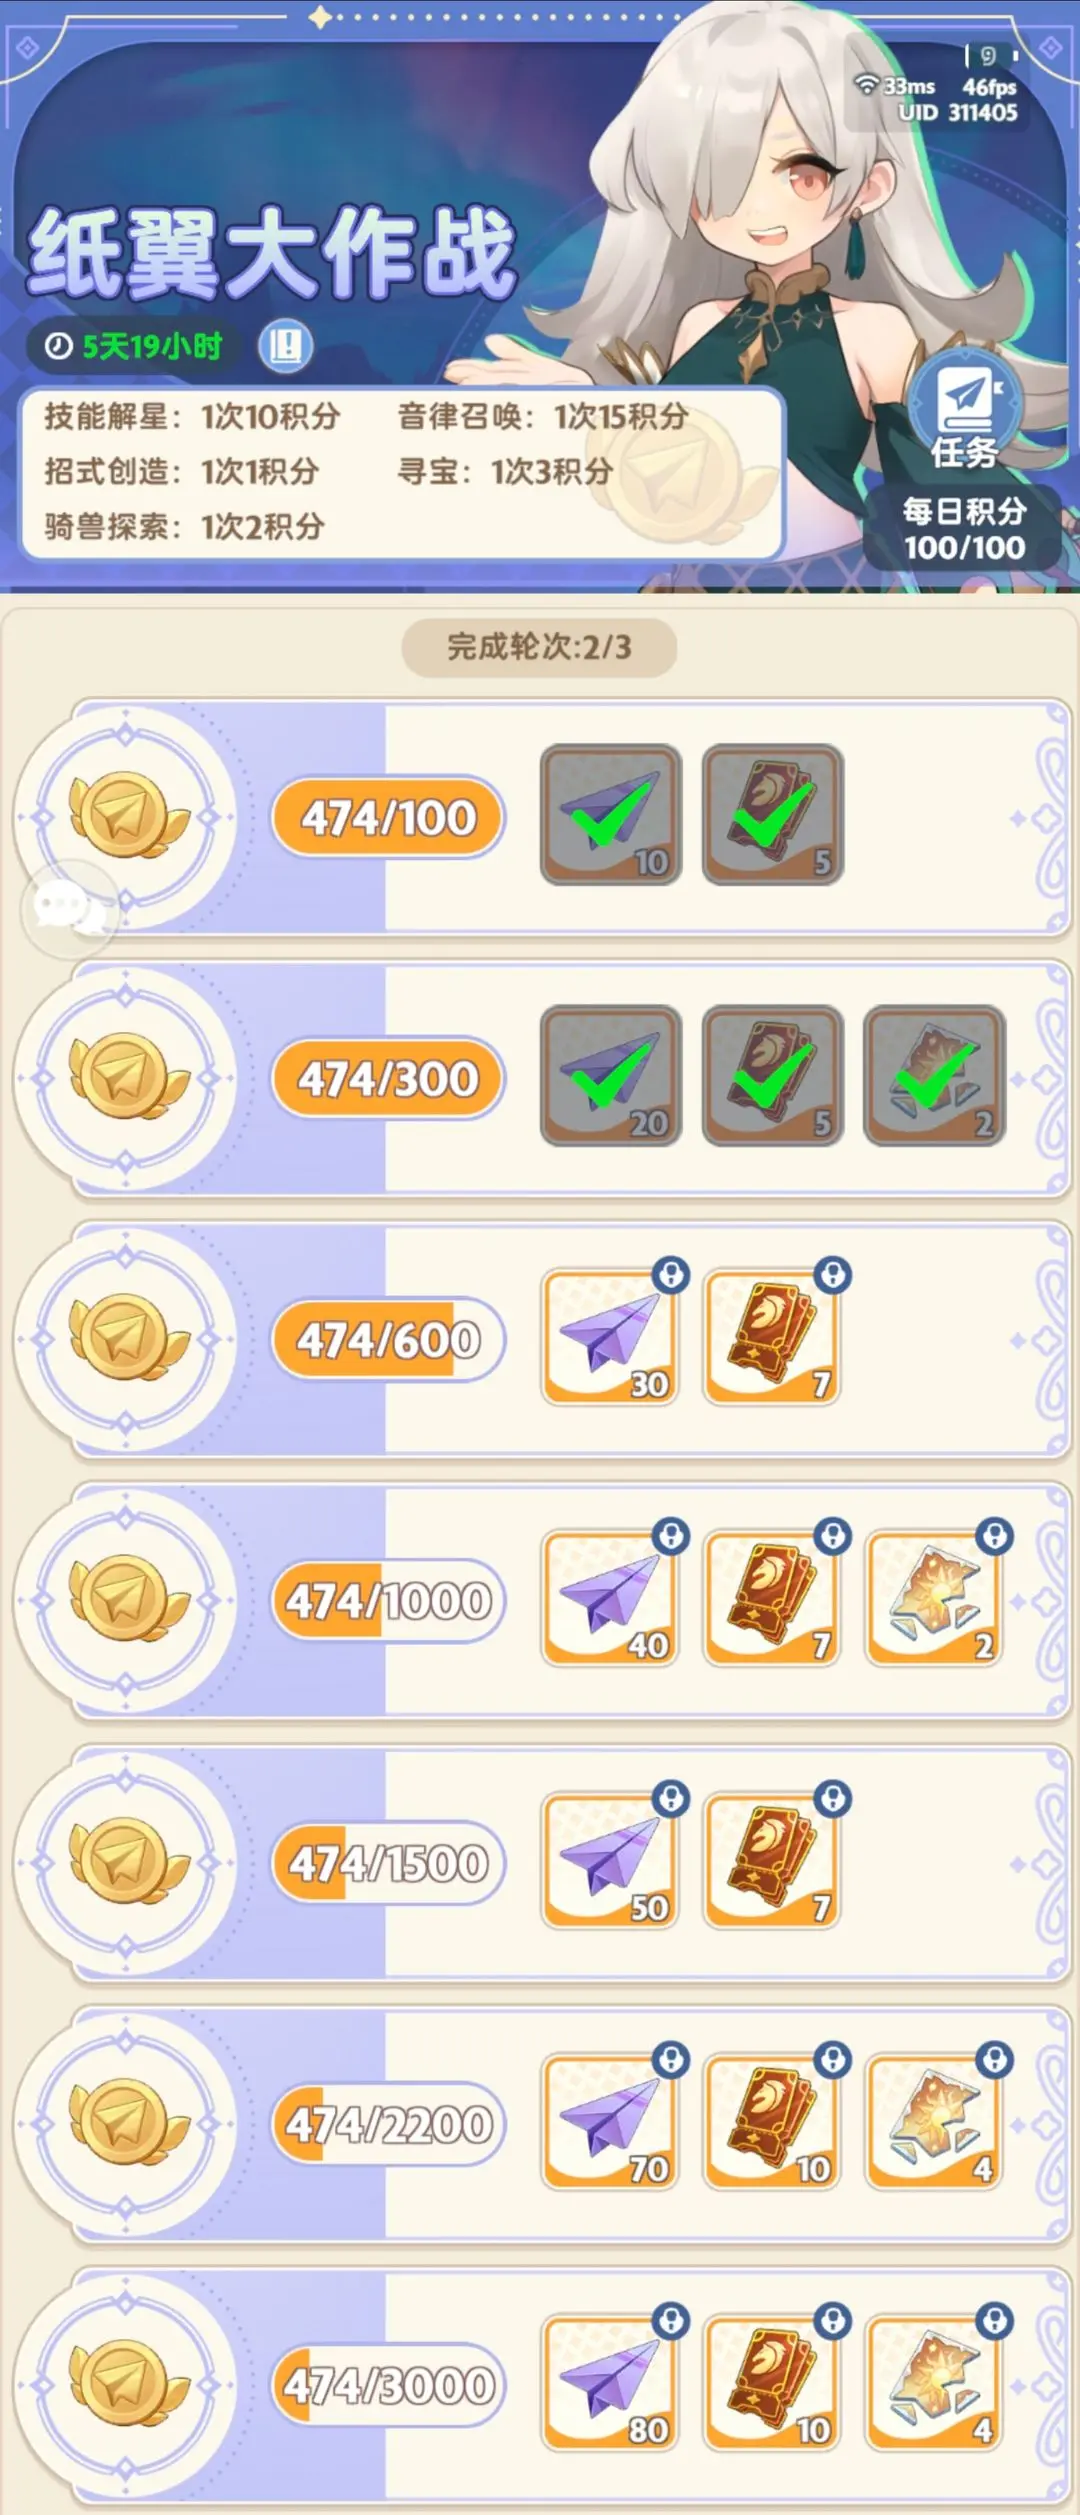 9
33ms 46fps
UID 311405
纸翼大作战
5天19小时
技能解星：1次10积分 音律召唤：1次15积分
招式创造：1次1积分 寻宝：1次3积分
骑兽探索：1次2积分
任务
每日积分
100/100
完成轮次:2/3
474/100
10 5
474/300
20 5 2
474/600
30 7
474/1000
40 7 2
474/1500
50 7
474/2200
70 10 4
474/3000
80 10 4